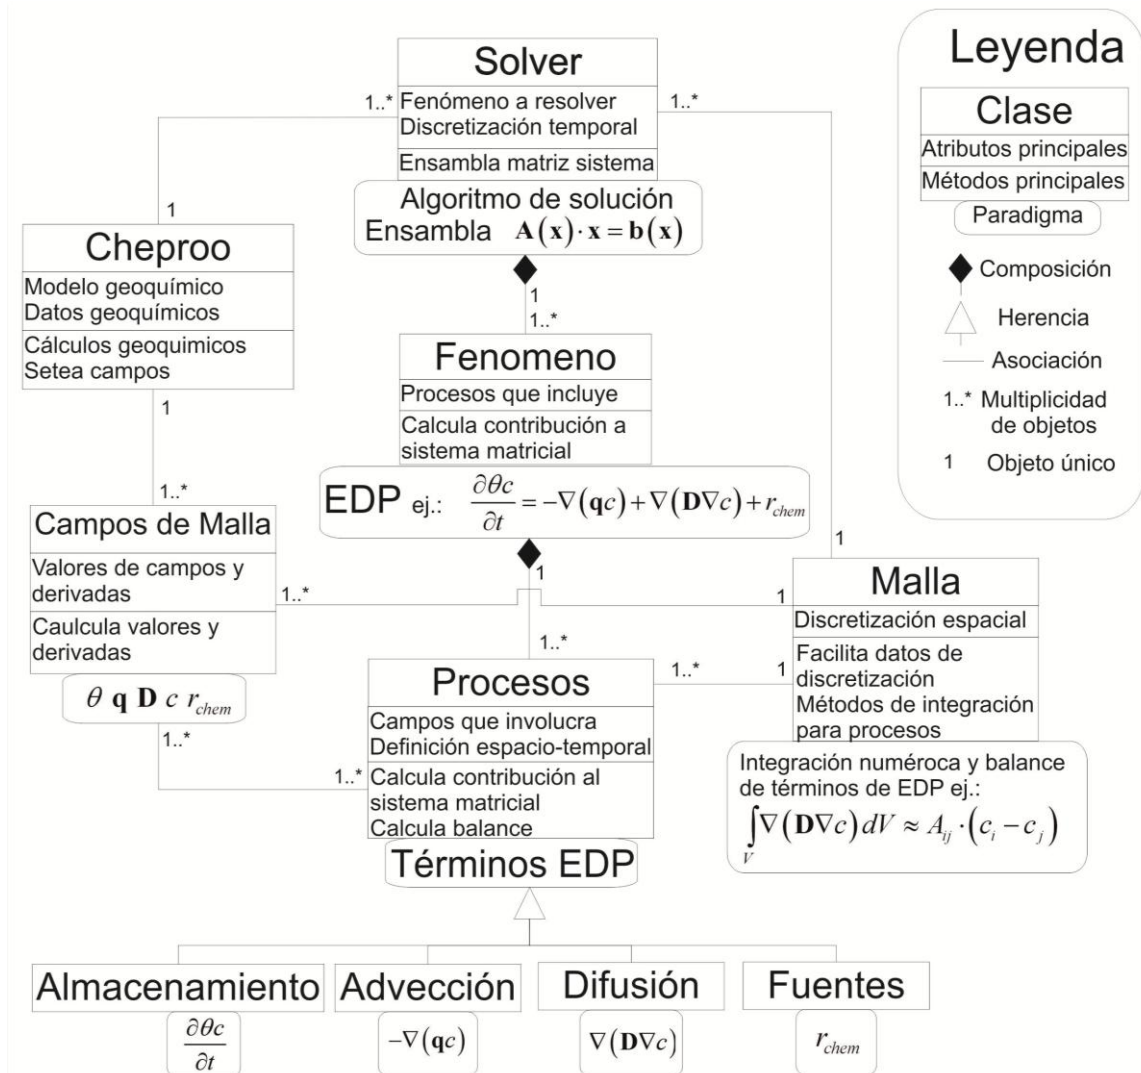 Solver
Fenómeno a resolver
Discretización temporal
Ensambla matriz sistema
Algoritmo de solución
Ensambla A(x)·x = b(x)
1..*
1..*
1
1
1..*
Cheproo
Modelo geoquímico
Datos geoquímicos
Cálculos geoquimicos
Setea campos
1
1..*
Fenomeno
Procesos que incluye
Calcula contribución a
sistema matricial
EDP ej.: ∂θc/∂t = −∇(qc) + ∇(D∇c) + r_chem
Campos de Malla
Valores de campos y
derivadas
Caulcula valores y
derivadas
θ q D c r_chem
1..*
1..*
1..*
1
1..*
1
Malla
Discretización espacial
Facilita datos de
discretización
Métodos de integración
para procesos
1
1
1..*
Integración numéroca y balance
de términos de EDP ej.:
∫_V ∇(D∇c) dV ≈ A_ij · (c_i − c_j)
Procesos
Campos que involucra
Definición espacio-temporal
Calcula contribución al
sistema matricial
Calcula balance
Términos EDP
Almacenamiento
∂θc/∂t
Advección
−∇(qc)
Difusión
∇(D∇c)
Fuentes
r_chem
Leyenda
Clase
Atributos principales
Métodos principales
Paradigma
Composición
Herencia
Asociación
1..* Multiplicidad
de objetos
1 Objeto único